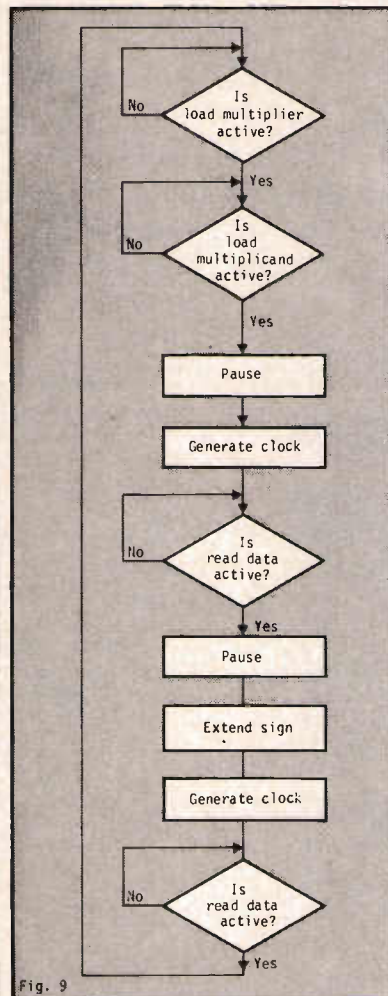 Is
load multiplier
active?
No
Yes
Is
load
multiplicand
active?
No
Yes
Pause
Generate clock
Is
read data
active?
No
Yes
Pause
Extend sign
Generate clock
Is
read data
active?
No
Yes
Fig. 9